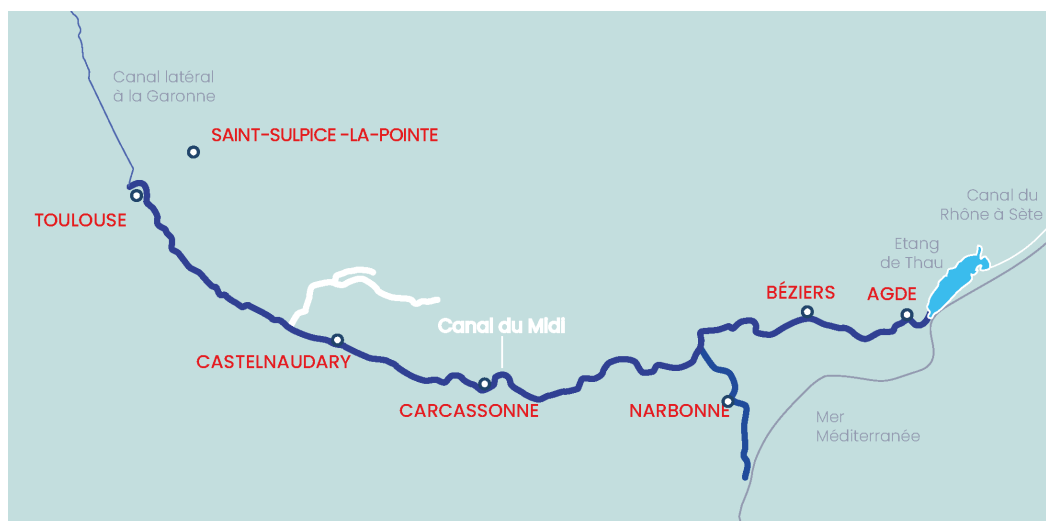 Canal latéral
à la Garonne
SAINT-SULPICE -LA-POINTE
TOULOUSE
Canal du
Rhône à Sète
Etang
de Thau
BÉZIERS
AGDE
Canal du Midi
CASTELNAUDARY
CARCASSONNE
NARBONNE
Mer
Méditerranée